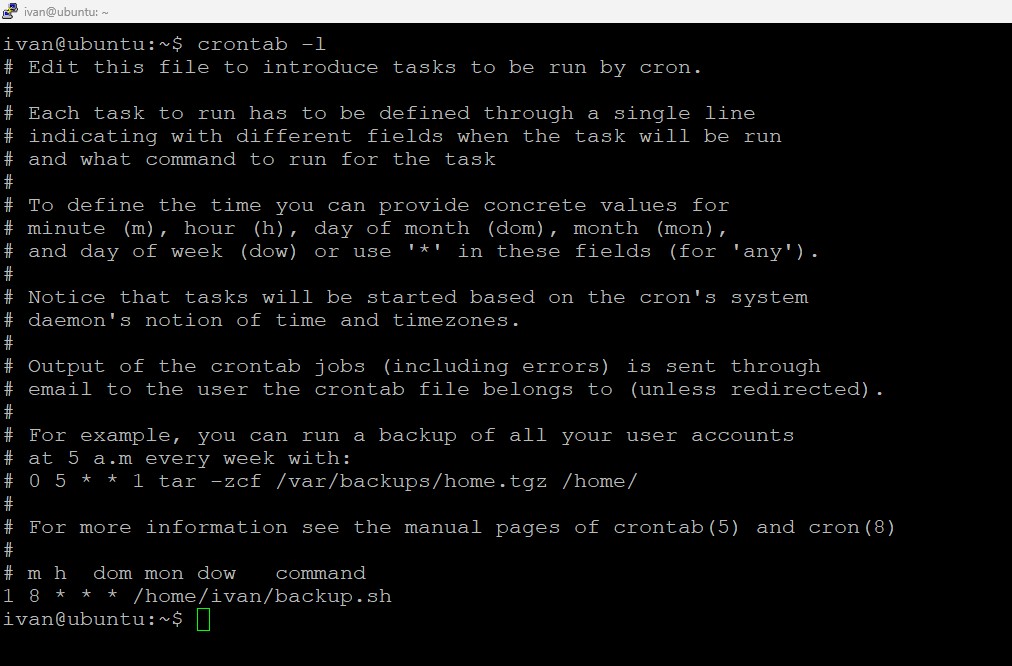 ivan@ubuntu: ~
ivan@ubuntu:~$ crontab -l
# Edit this file to introduce tasks to be run by cron.
#
# Each task to run has to be defined through a single line
# indicating with different fields when the task will be run
# and what command to run for the task
#
# To define the time you can provide concrete values for
# minute (m), hour (h), day of month (dom), month (mon),
# and day of week (dow) or use '*' in these fields (for 'any').
#
# Notice that tasks will be started based on the cron's system
# daemon's notion of time and timezones.
#
# Output of the crontab jobs (including errors) is sent through
# email to the user the crontab file belongs to (unless redirected).
#
# For example, you can run a backup of all your user accounts
# at 5 a.m every week with:
# 0 5 * * 1 tar -zcf /var/backups/home.tgz /home/
#
# For more information see the manual pages of crontab(5) and cron(8)
#
# m h  dom mon dow   command
1 8 * * * /home/ivan/backup.sh
ivan@ubuntu:~$